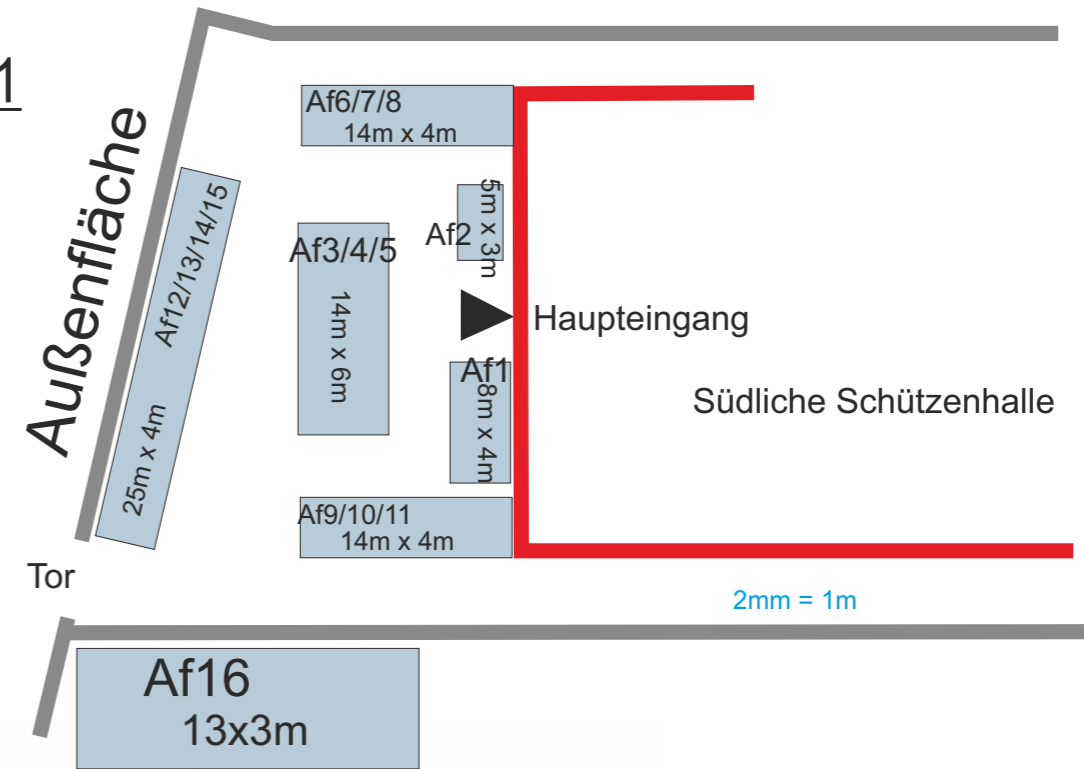 1
Außenfläche
Af6/7/8
14m x 4m
Af12/13/14/15
25m x 4m
Af3/4/5
14m x 6m
Af2
5m x 3m
Haupteingang
Af1
8m x 4m
Südliche Schützenhalle
Af9/10/11
14m x 4m
Tor
2mm = 1m
Af16
13x3m